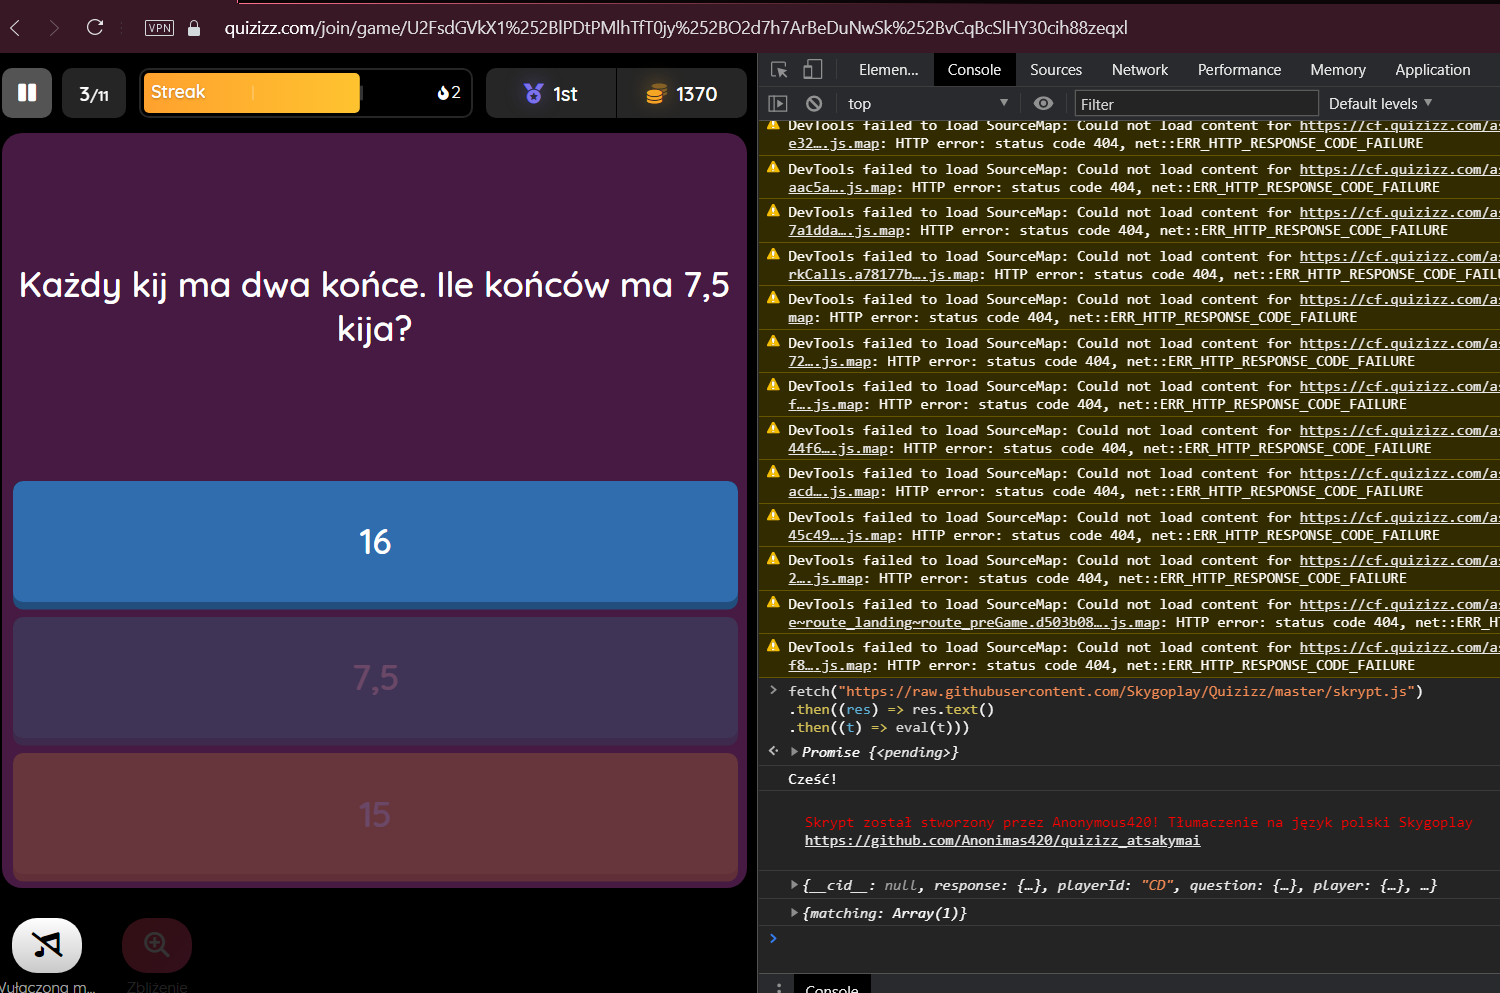 VPN quizizz.com/join/game/U2FsdGVkX1%252BlPDtPMlhTfT0jy%252BO2d7h7ArBeDuNwSk%252BvCqBcSlHY30cih88zeqxl
3/11
Streak
2
1st
1370
Każdy kij ma dwa końce. Ile końców ma 7,5
kija?
16
7,5
15
Zbliżenie
Elemen... Console Sources Network Performance Memory Application
top Filter Default levels
DevTools failed to load SourceMap: Could not load content for https://cf.quizizz.com/as
e32….js.map: HTTP error: status code 404, net::ERR_HTTP_RESPONSE_CODE_FAILURE
DevTools failed to load SourceMap: Could not load content for https://cf.quizizz.com/as
aac5a….js.map: HTTP error: status code 404, net::ERR_HTTP_RESPONSE_CODE_FAILURE
DevTools failed to load SourceMap: Could not load content for https://cf.quizizz.com/as
7a1dda….js.map: HTTP error: status code 404, net::ERR_HTTP_RESPONSE_CODE_FAILURE
DevTools failed to load SourceMap: Could not load content for https://cf.quizizz.com/as
rkCalls.a78177b….js.map: HTTP error: status code 404, net::ERR_HTTP_RESPONSE_CODE_FAIL
DevTools failed to load SourceMap: Could not load content for https://cf.quizizz.com/as
map: HTTP error: status code 404, net::ERR_HTTP_RESPONSE_CODE_FAILURE
DevTools failed to load SourceMap: Could not load content for https://cf.quizizz.com/as
72….js.map: HTTP error: status code 404, net::ERR_HTTP_RESPONSE_CODE_FAILURE
DevTools failed to load SourceMap: Could not load content for https://cf.quizizz.com/as
f….js.map: HTTP error: status code 404, net::ERR_HTTP_RESPONSE_CODE_FAILURE
DevTools failed to load SourceMap: Could not load content for https://cf.quizizz.com/as
44f6….js.map: HTTP error: status code 404, net::ERR_HTTP_RESPONSE_CODE_FAILURE
DevTools failed to load SourceMap: Could not load content for https://cf.quizizz.com/as
acd….js.map: HTTP error: status code 404, net::ERR_HTTP_RESPONSE_CODE_FAILURE
DevTools failed to load SourceMap: Could not load content for https://cf.quizizz.com/as
45c49….js.map: HTTP error: status code 404, net::ERR_HTTP_RESPONSE_CODE_FAILURE
DevTools failed to load SourceMap: Could not load content for https://cf.quizizz.com/as
2….js.map: HTTP error: status code 404, net::ERR_HTTP_RESPONSE_CODE_FAILURE
DevTools failed to load SourceMap: Could not load content for https://cf.quizizz.com/as
e~route_landing~route_preGame.d503b08….js.map: HTTP error: status code 404, net::ERR_H
DevTools failed to load SourceMap: Could not load content for https://cf.quizizz.com/as
f8….js.map: HTTP error: status code 404, net::ERR_HTTP_RESPONSE_CODE_FAILURE
fetch("https://raw.githubusercontent.com/Skygoplay/Quizizz/master/skrypt.js")
.then((res) => res.text()
.then((t) => eval(t)))
Promise {<pending>}
Cześć!
Skrypt został stworzony przez Anonymous420! Tłumaczenie na język polski Skygoplay
https://github.com/Anonimas420/quizizz_atsakymai
{__cid__: null, response: {…}, playerId: "CD", question: {…}, player: {…}, …}
{matching: Array(1)}
Console